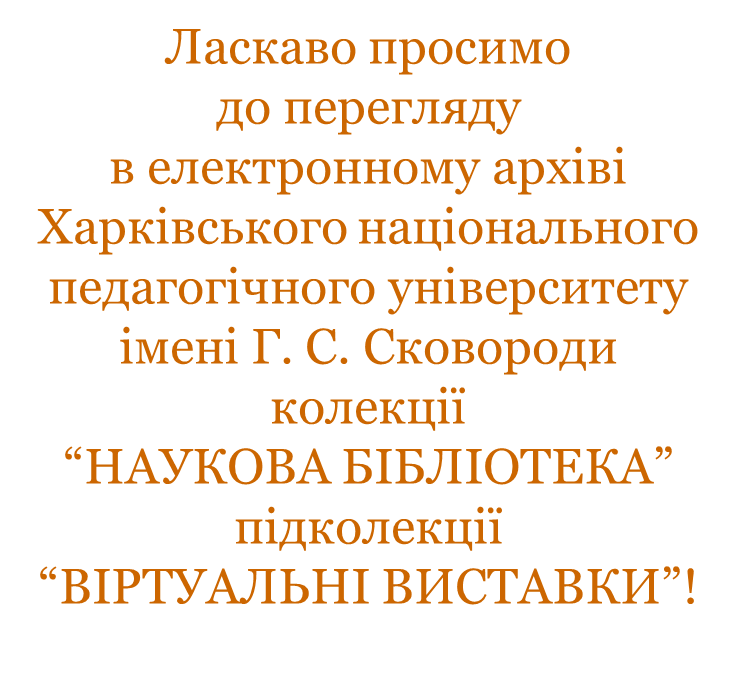 Ласкаво просимо
до перегляду
в електронному архіві
Харківського національного
педагогічного університету
імені Г. С. Сковороди
колекції
“НАУКОВА БІБЛІОТЕКА”
підколекції
“ВІРТУАЛЬНІ ВИСТАВКИ”!